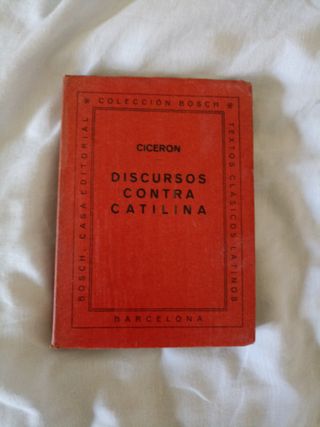 * COLECCIÓN BOSCH *
TEXTOS CLÁSICOS LATINOS
BOSCH, CASA EDITORIAL
CICERON
DISCURSOS
CONTRA
CATILINA
BARCELONA